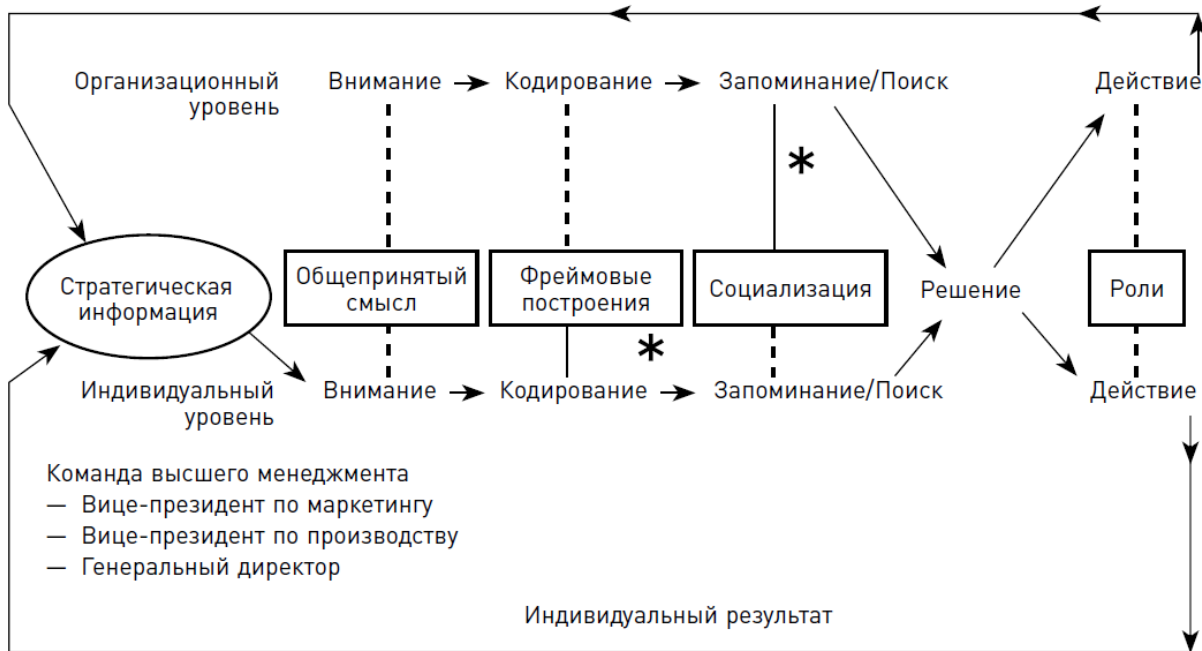 Организационный
уровень
Внимание
Кодирование
Запоминание/Поиск
Действие
*
Стратегическая
информация
Общепринятый
смысл
Фреймовые
построения
Социализация
Решение
Роли
*
Индивидуальный
уровень
Внимание
Кодирование
Запоминание/Поиск
Действие
Команда высшего менеджмента
— Вице-президент по маркетингу
— Вице-президент по производству
— Генеральный директор
Индивидуальный результат